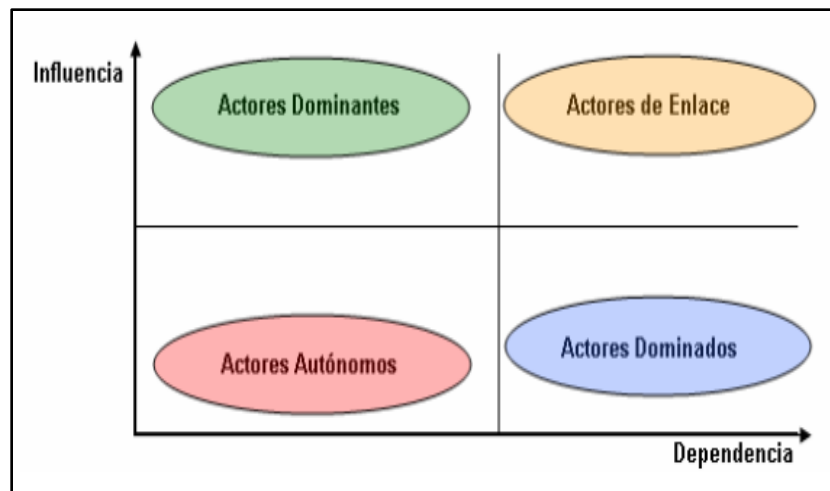 Influencia
Actores Dominantes
Actores de Enlace
Actores Autónomos
Actores Dominados
Dependencia